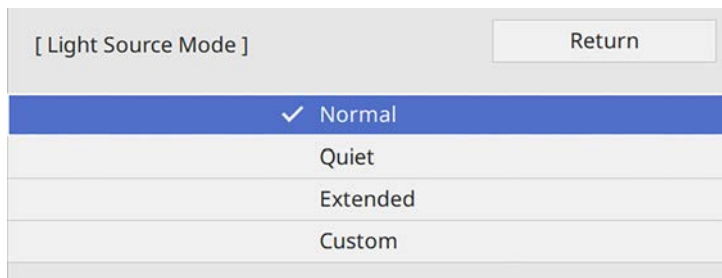 [ Light Source Mode ]
Return
Normal
Quiet
Extended
Custom